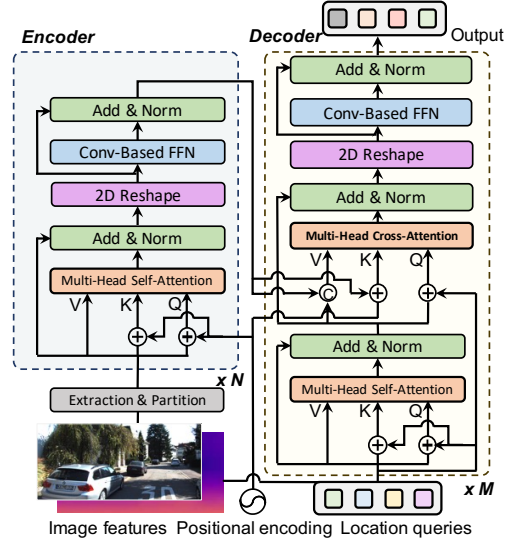 Encoder
Decoder
Output
Add & Norm
Conv-Based FFN
2D Reshape
Add & Norm
Multi-Head Self-Attention
V
K
Q
x N
Extraction & Partition
Add & Norm
Conv-Based FFN
2D Reshape
Add & Norm
Multi-Head Cross-Attention
V
K
Q
C
Add & Norm
Multi-Head Self-Attention
V
K
Q
x M
Image features Positional encoding Location queries